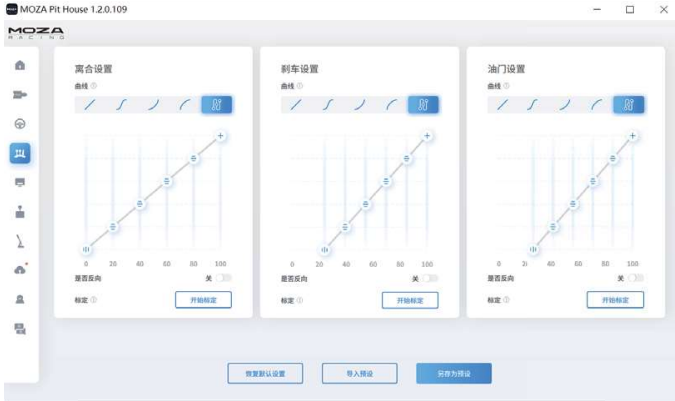 MOZA Pit House 1.2.0.109
MOZA
RACING
离合设置
曲线
0 20 40 60 80 100
是否反向 关
标定 开始标定
刹车设置
曲线
0 20 40 60 80 100
是否反向 关
标定 开始标定
油门设置
曲线
0 20 40 60 80 100
是否反向 关
标定 开始标定
恢复默认设置 导入预设 另存为预设